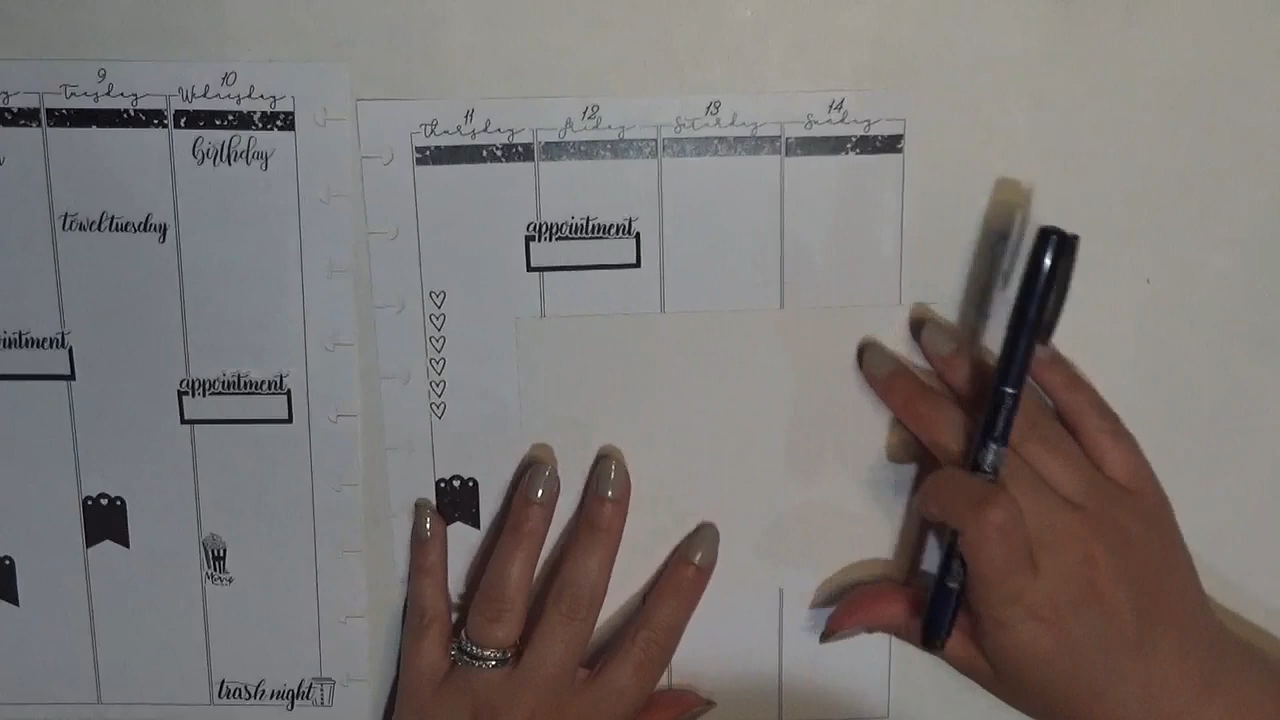 9
Tuesday
10
Wednesday
birthday
towel tuesday
appointment
Movie
trash night
11
Thursday
12
Friday
13
Saturday
14
Sunday
appointment